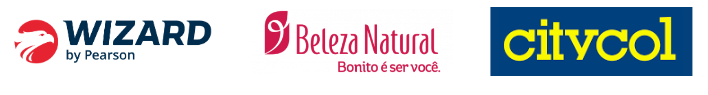 WIZARD
by Pearson
Beleza Natural
Bonito é ser você.
citycol